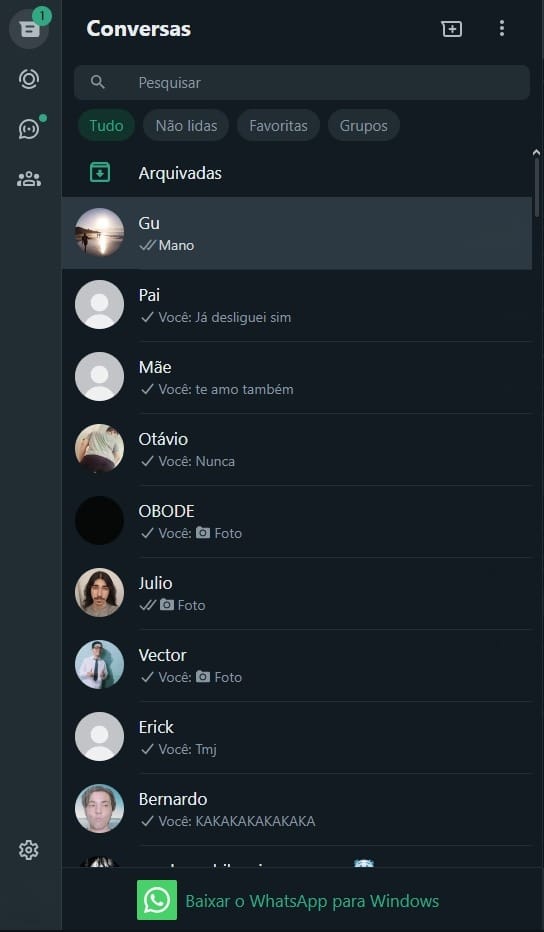 1
Conversas
Pesquisar
Tudo Não lidas Favoritas Grupos
Arquivadas
Gu
Mano
Pai
Você: Já desliguei sim
Mãe
Você: te amo também
Otávio
Você: Nunca
OBODE
Você: Foto
Julio
Foto
Vector
Você: Foto
Erick
Você: Tmj
Bernardo
Você: KAKAKAKAKAKAKA
Baixar o WhatsApp para Windows